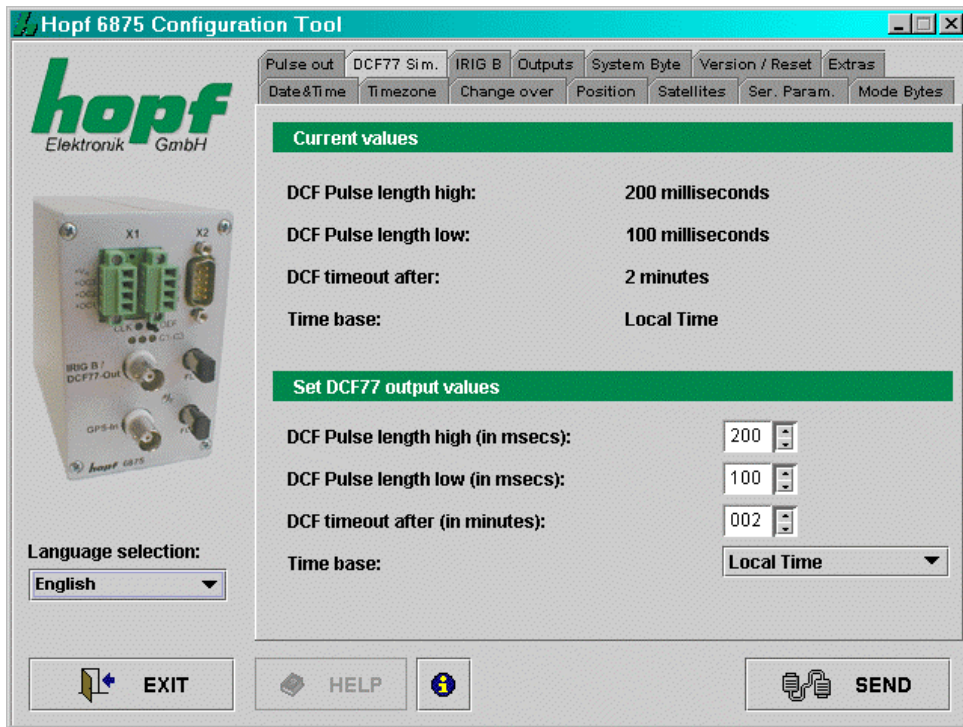 Hopf 6875 Configuration Tool
hopf
Elektronik GmbH
Pulse out DCF77 Sim. IRIG B Outputs System Byte Version / Reset Extras
Date&Time Timezone Change over Position Satellites Ser. Param. Mode Bytes
Current values
DCF Pulse length high: 200 milliseconds
DCF Pulse length low: 100 milliseconds
DCF timeout after: 2 minutes
Time base: Local Time
Set DCF77 output values
DCF Pulse length high (in msecs): 200
DCF Pulse length low (in msecs): 100
DCF timeout after (in minutes): 002
Time base: Local Time
X1 X2
IRIG B /
DCF77-Out
GPS-In
hopf 6875
Language selection:
English
EXIT HELP SEND